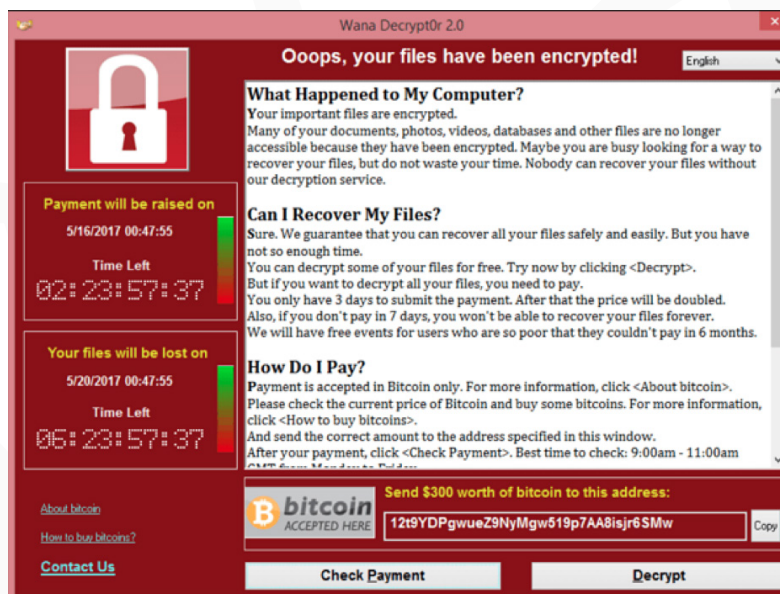 Wana Decrypt0r 2.0
Ooops, your files have been encrypted!
English
Payment will be raised on
5/16/2017 00:47:55
Time Left
02:23:57:37
Your files will be lost on
5/20/2017 00:47:55
Time Left
06:23:57:37
About bitcoin
How to buy bitcoins?
Contact Us
What Happened to My Computer?
Your important files are encrypted.
Many of your documents, photos, videos, databases and other files are no longer
accessible because they have been encrypted. Maybe you are busy looking for a way to
recover your files, but do not waste your time. Nobody can recover your files without
our decryption service.
Can I Recover My Files?
Sure. We guarantee that you can recover all your files safely and easily. But you have
not so enough time.
You can decrypt some of your files for free. Try now by clicking <Decrypt>.
But if you want to decrypt all your files, you need to pay.
You only have 3 days to submit the payment. After that the price will be doubled.
Also, if you don't pay in 7 days, you won't be able to recover your files forever.
We will have free events for users who are so poor that they couldn't pay in 6 months.
How Do I Pay?
Payment is accepted in Bitcoin only. For more information, click <About bitcoin>.
Please check the current price of Bitcoin and buy some bitcoins. For more information,
click <How to buy bitcoins>.
And send the correct amount to the address specified in this window.
After your payment, click <Check Payment>. Best time to check: 9:00am - 11:00am
GMT from Monday to Friday
bitcoin
ACCEPTED HERE
Send $300 worth of bitcoin to this address:
12t9YDPgwueZ9NyMgw519p7AA8isjr6SMw
Copy
Check Payment
Decrypt